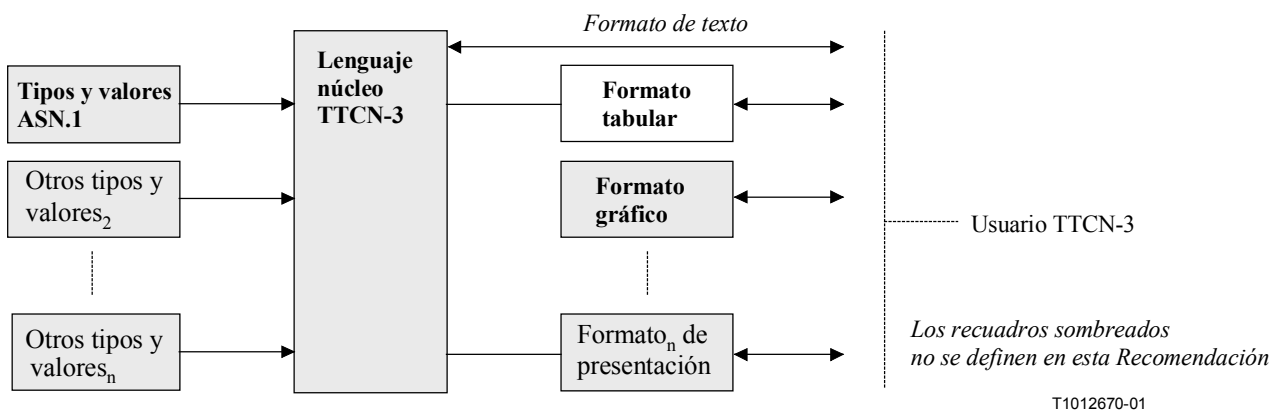 Formato de texto
Lenguaje
núcleo
TTCN-3
Tipos y valores
ASN.1
Formato
tabular
Otros tipos y
valores2
Formato
gráfico
Usuario TTCN-3
Otros tipos y
valoresn
Formaton de
presentación
Los recuadros sombreados
no se definen en esta Recomendación
T1012670-01